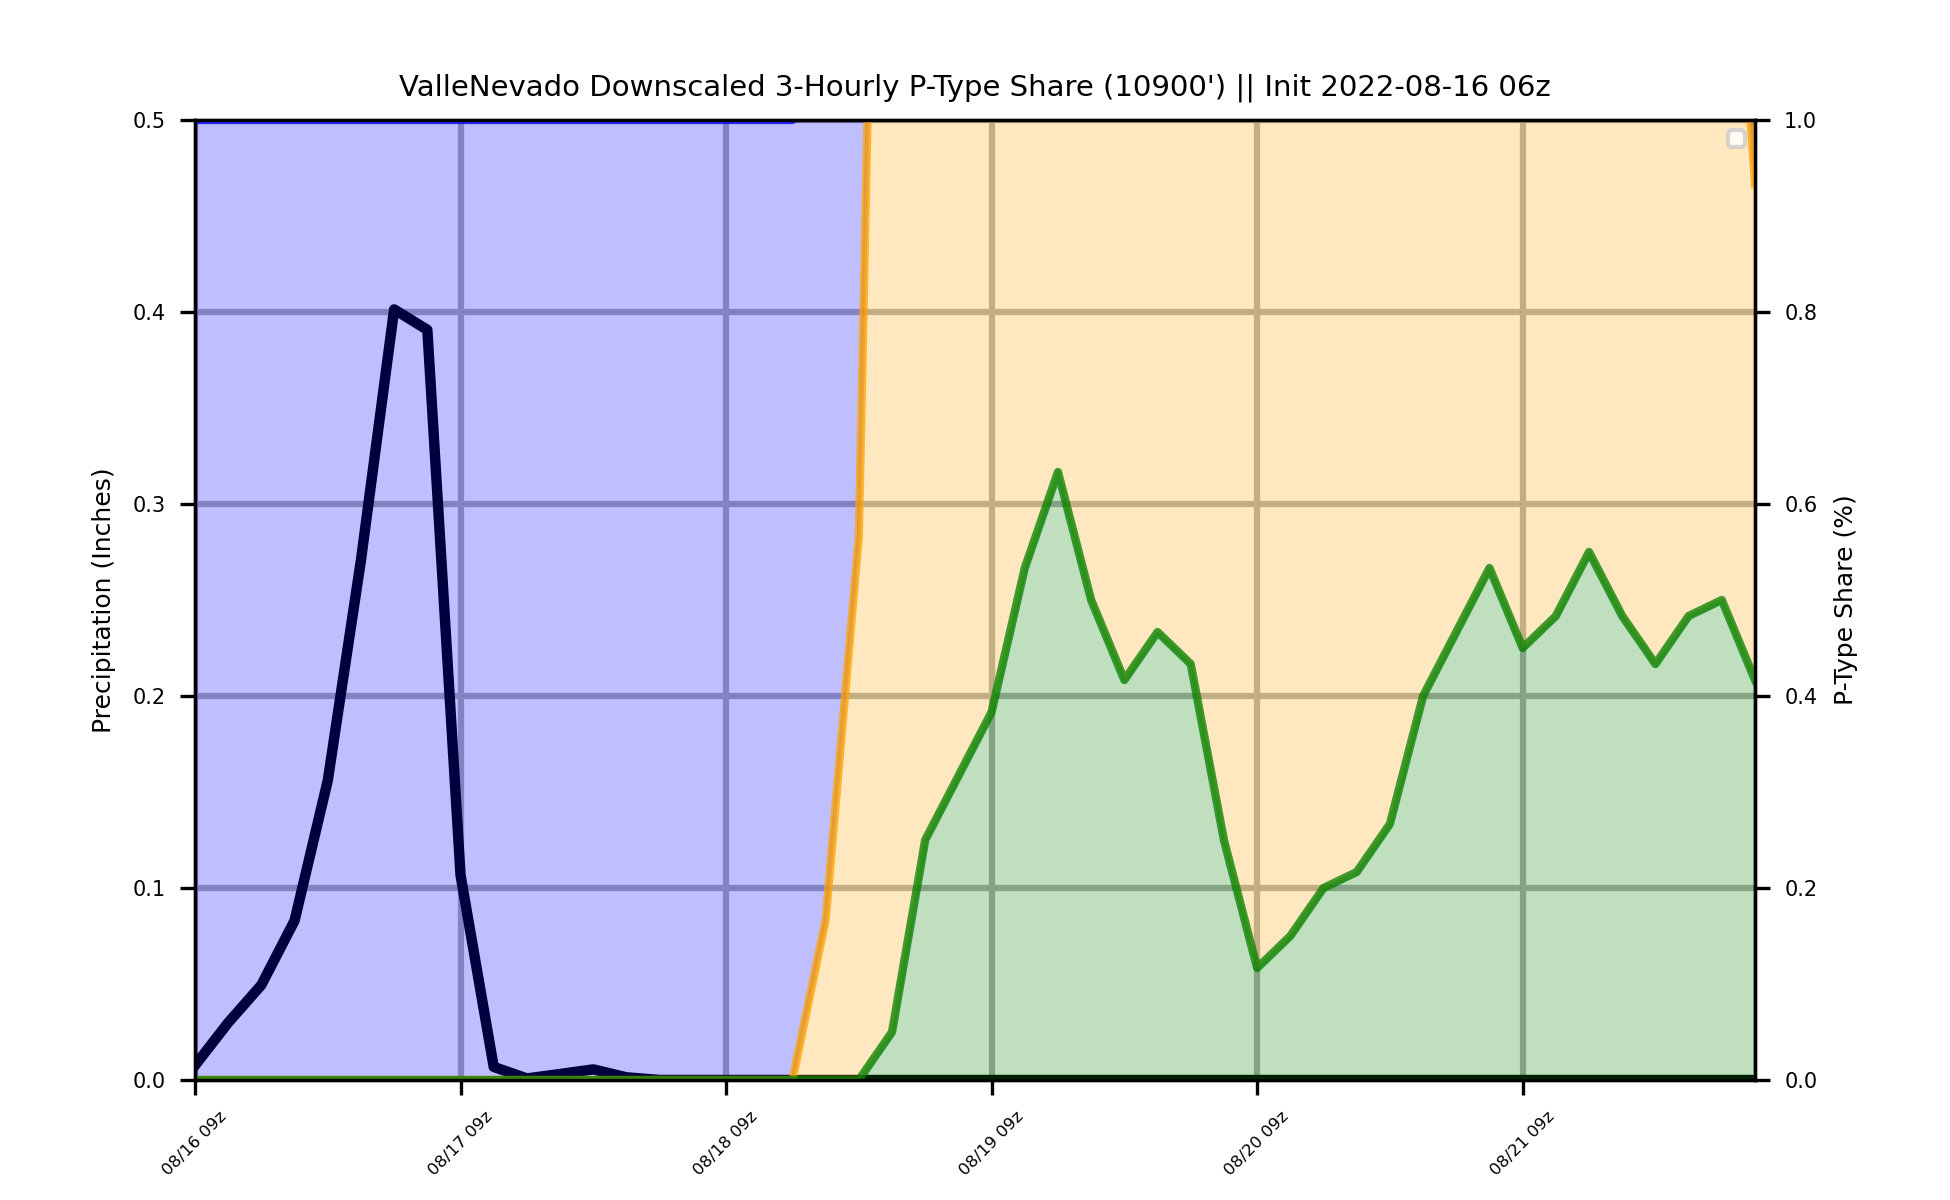 ValleNevado Downscaled 3-Hourly P-Type Share (10900') || Init 2022-08-16 06z
0.5
0.4
0.3
0.2
0.1
0.0
Precipitation (Inches)
1.0
0.8
0.6
0.4
0.2
0.0
P-Type Share (%)
08/16 09z
08/17 09z
08/18 09z
08/19 09z
08/20 09z
08/21 09z